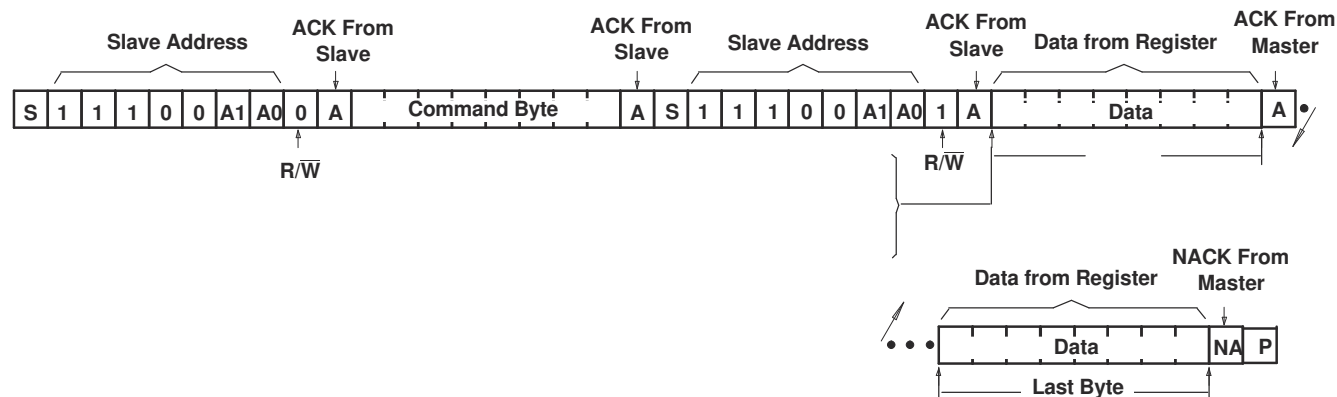 Slave Address
ACK From
Slave
ACK From
Slave
Slave Address
ACK From
Slave
Data from Register
ACK From
Master
S 1 1 1 0 0 A1 A0 0 A Command Byte A S 1 1 1 0 0 A1 A0 1 A Data A
R/W̅
R/W̅
Data from Register
NACK From
Master
Data NA P
Last Byte